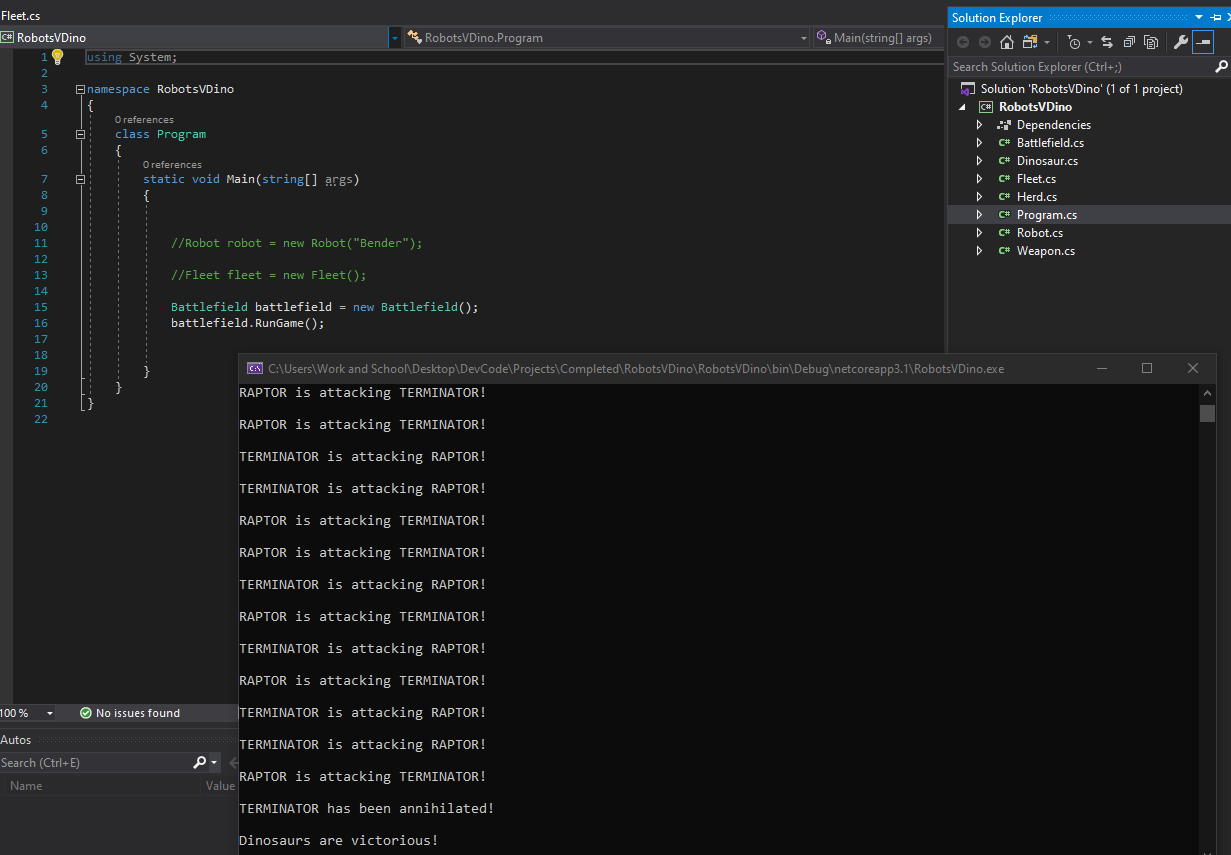 Fleet.cs
C# RobotsVDino
RobotsVDino.Program
Main(string[] args)
1 using System;
2
3 namespace RobotsVDino
4 {
0 references
5 class Program
6 {
0 references
7 static void Main(string[] args)
8 {
9
10
11 //Robot robot = new Robot("Bender");
12
13 //Fleet fleet = new Fleet();
14
15 Battlefield battlefield = new Battlefield();
16 battlefield.RunGame();
17
18
19 }
20 }
21 }
22
100 %
No issues found
Autos
Search (Ctrl+E)
Name Value
Solution Explorer
Search Solution Explorer (Ctrl+;)
Solution 'RobotsVDino' (1 of 1 project)
C# RobotsVDino
Dependencies
C# Battlefield.cs
C# Dinosaur.cs
C# Fleet.cs
C# Herd.cs
C# Program.cs
C# Robot.cs
C# Weapon.cs
C:\ C:\Users\Work and School\Desktop\DevCode\Projects\Completed\RobotsVDino\RobotsVDino\bin\Debug\netcoreapp3.1\RobotsVDino.exe
RAPTOR is attacking TERMINATOR!
RAPTOR is attacking TERMINATOR!
TERMINATOR is attacking RAPTOR!
TERMINATOR is attacking RAPTOR!
RAPTOR is attacking TERMINATOR!
RAPTOR is attacking TERMINATOR!
TERMINATOR is attacking RAPTOR!
RAPTOR is attacking TERMINATOR!
TERMINATOR is attacking RAPTOR!
RAPTOR is attacking TERMINATOR!
TERMINATOR is attacking RAPTOR!
TERMINATOR is attacking RAPTOR!
RAPTOR is attacking TERMINATOR!
TERMINATOR has been annihilated!
Dinosaurs are victorious!